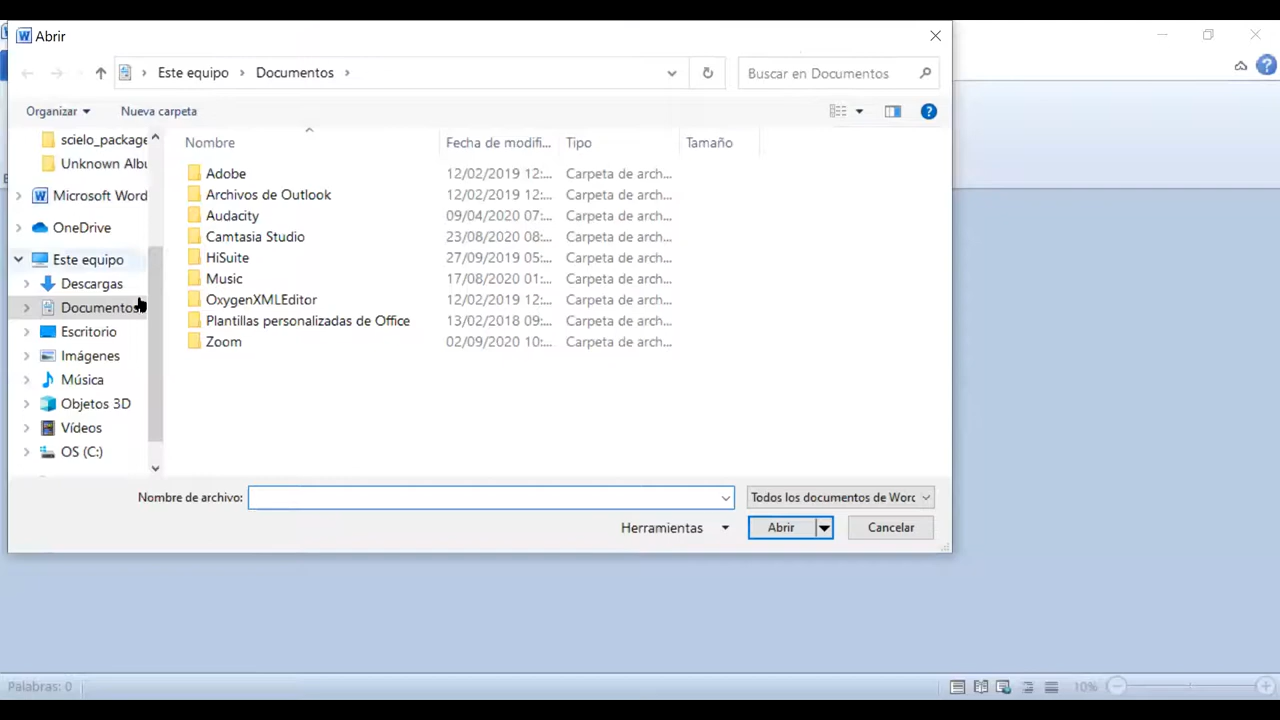 Abrir
Este equipo
Documentos
Buscar en Documentos
Organizar
Nueva carpeta
scielo_package
Unknown Albu
Microsoft Word
OneDrive
Este equipo
Descargas
Documentos
Escritorio
Imágenes
Música
Objetos 3D
Vídeos
OS (C:)
Nombre Fecha de modifi... Tipo Tamaño
Adobe 12/02/2019 12:... Carpeta de arch...
Archivos de Outlook 12/02/2019 12:... Carpeta de arch...
Audacity 09/04/2020 07:... Carpeta de arch...
Camtasia Studio 23/08/2020 08:... Carpeta de arch...
HiSuite 27/09/2019 05:... Carpeta de arch...
Music 17/08/2020 01:... Carpeta de arch...
OxygenXMLEditor 12/02/2019 12:... Carpeta de arch...
Plantillas personalizadas de Office 13/02/2018 09:... Carpeta de arch...
Zoom 02/09/2020 10:... Carpeta de arch...
Nombre de archivo:
Todos los documentos de Word
Herramientas
Abrir
Cancelar
Palabras: 0
10%